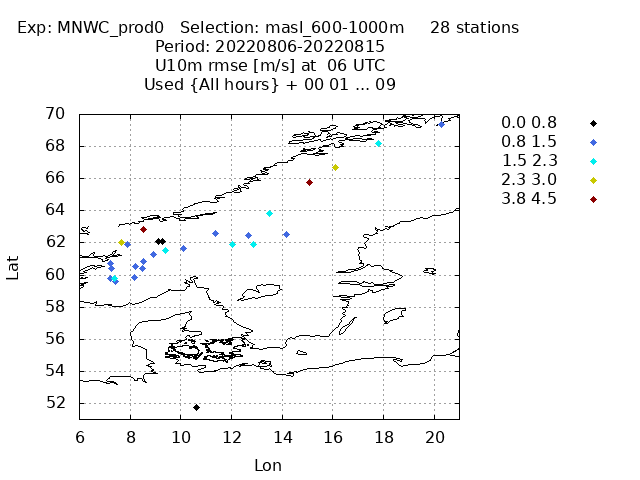 Exp: MNWC_prod0 Selection: masl_600-1000m 28 stations
Period: 20220806-20220815
U10m rmse [m/s] at 06 UTC
Used {All hours} + 00 01 ... 09
0.0 0.8
0.8 1.5
1.5 2.3
2.3 3.0
3.8 4.5
70
68
66
64
62
60
58
56
54
52
Lat
6 8 10 12 14 16 18 20
Lon